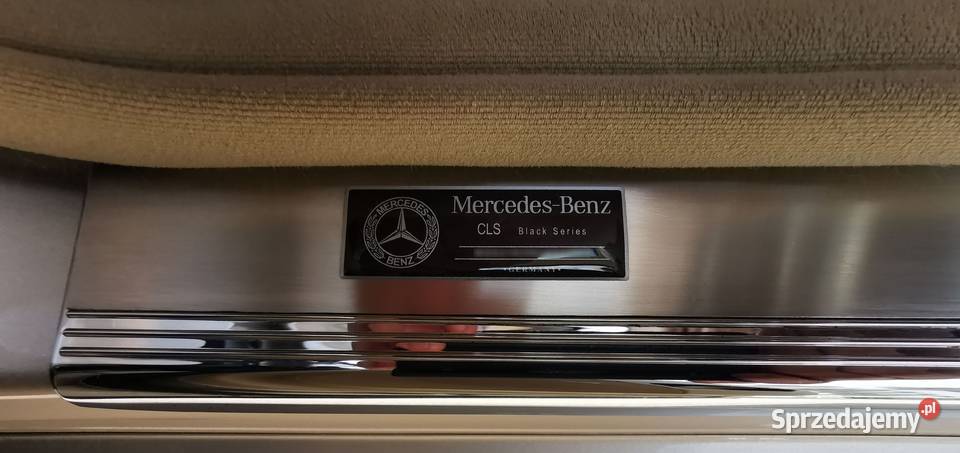 MERCEDES
BENZ
Mercedes-Benz
CLS Black Series
•GERMANY•
Sprzedajemy.pl